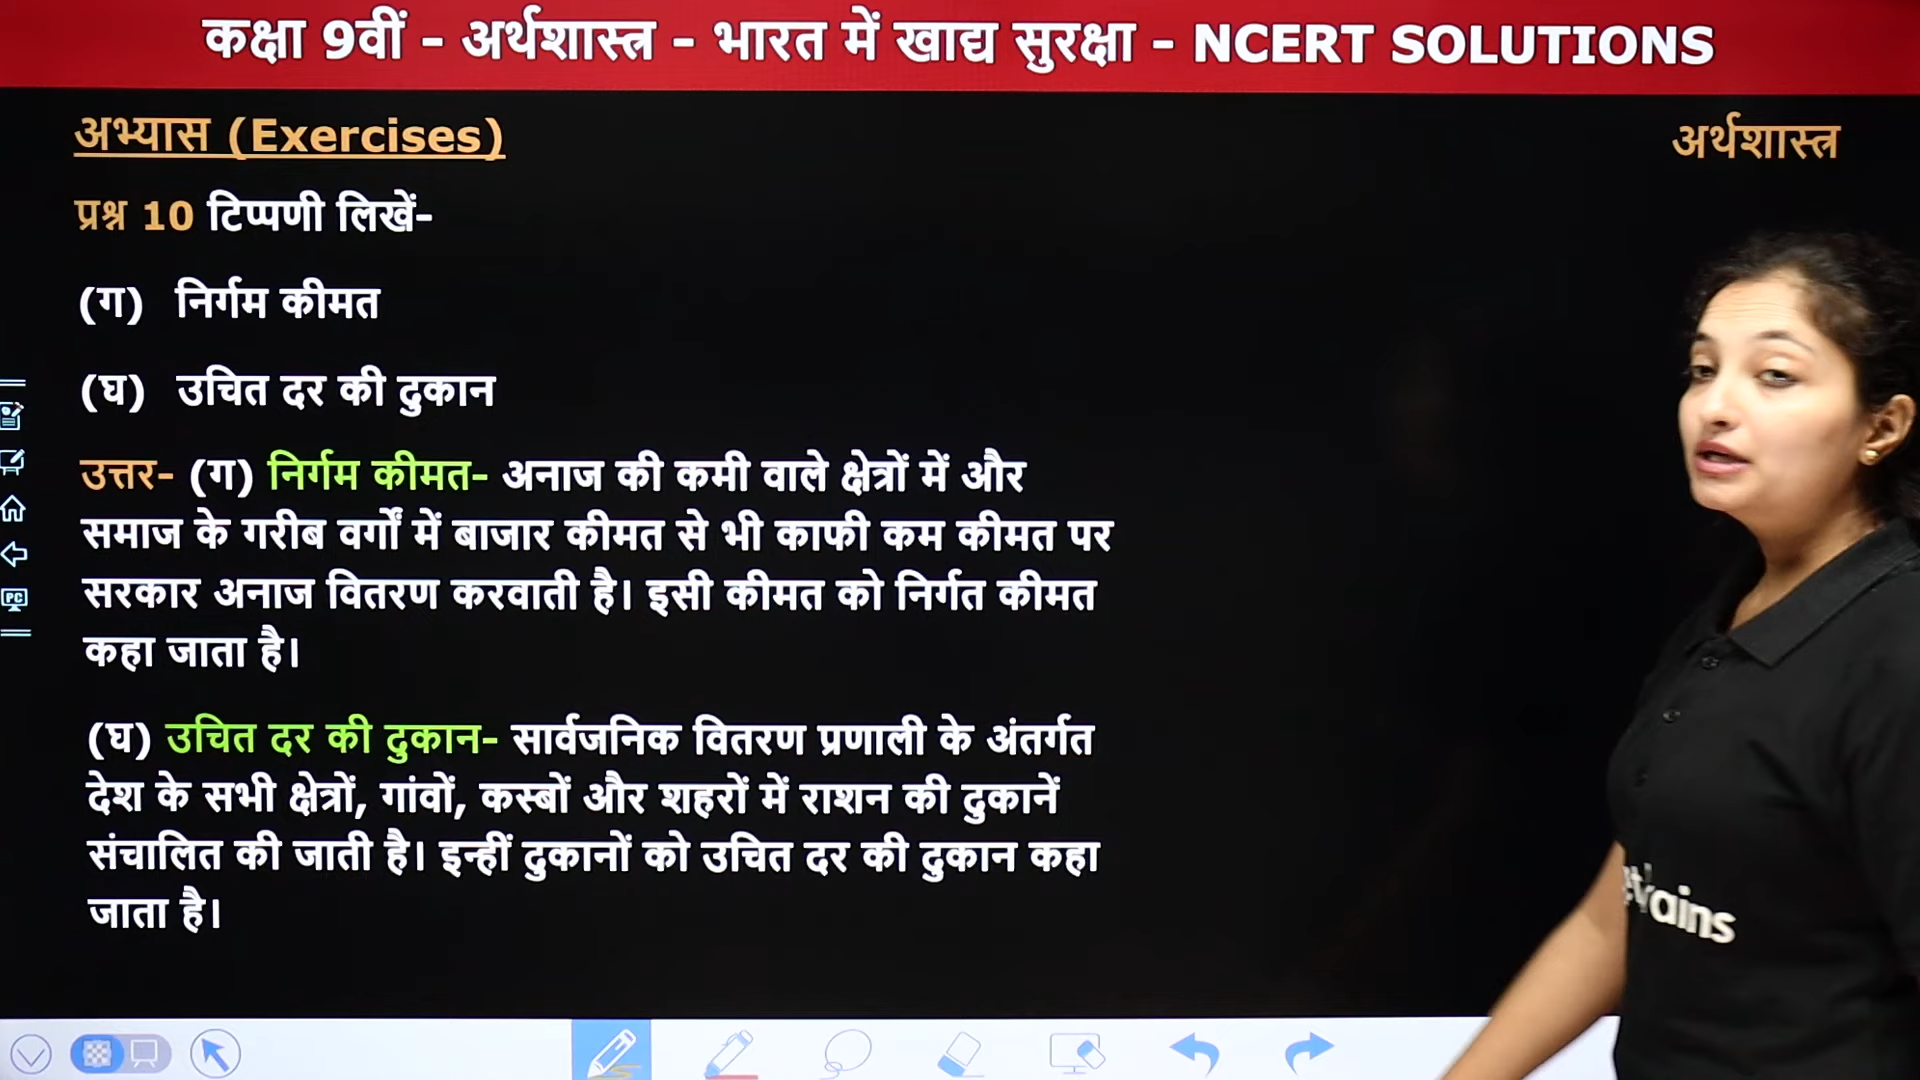 कक्षा 9वीं - अर्थशास्त्र - भारत में खाद्य सुरक्षा - NCERT SOLUTIONS
अभ्यास (Exercises)
अर्थशास्त्र
प्रश्न 10 टिप्पणी लिखें-
(ग) निर्गम कीमत
(घ) उचित दर की दुकान
उत्तर- (ग) निर्गम कीमत- अनाज की कमी वाले क्षेत्रों में और
समाज के गरीब वर्गों में बाजार कीमत से भी काफी कम कीमत पर
सरकार अनाज वितरण करवाती है। इसी कीमत को निर्गत कीमत
कहा जाता है।
(घ) उचित दर की दुकान- सार्वजनिक वितरण प्रणाली के अंतर्गत
देश के सभी क्षेत्रों, गांवों, कस्बों और शहरों में राशन की दुकानें
संचालित की जाती है। इन्हीं दुकानों को उचित दर की दुकान कहा
जाता है।
PC